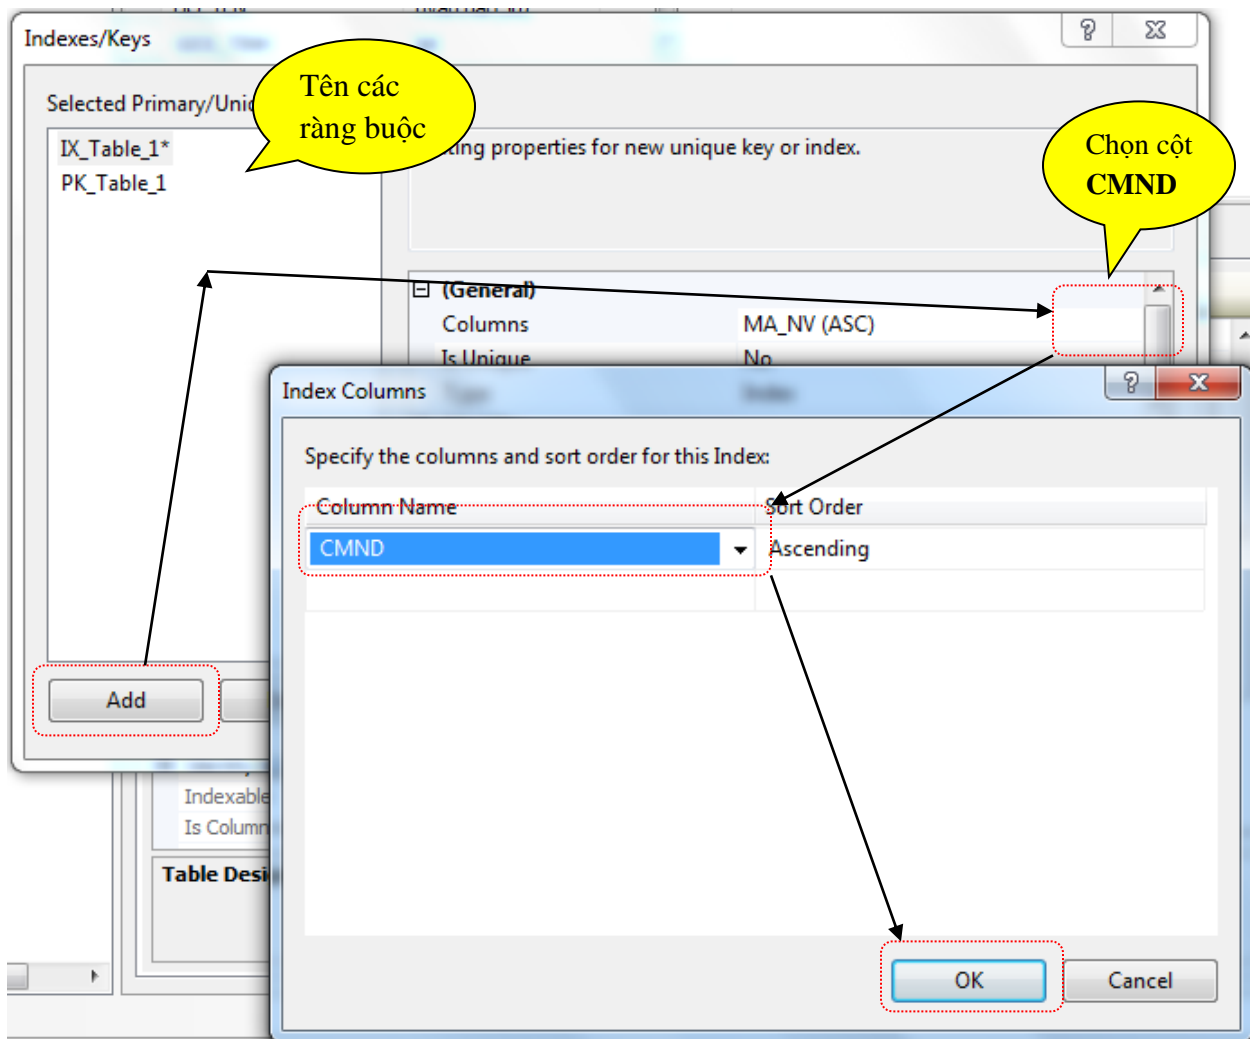 Indexes/Keys
Selected Primary/Uni
Tên các
ràng buộc
IX_Table_1*
PK_Table_1
ting properties for new unique key or index.
Chọn cột
CMND
(General)
Columns MA_NV (ASC)
Is Unique No
Index Columns
Specify the columns and sort order for this Index:
Column Name Sort Order
CMND Ascending
Add
Indexable
Is Column
Table Desi
OK Cancel